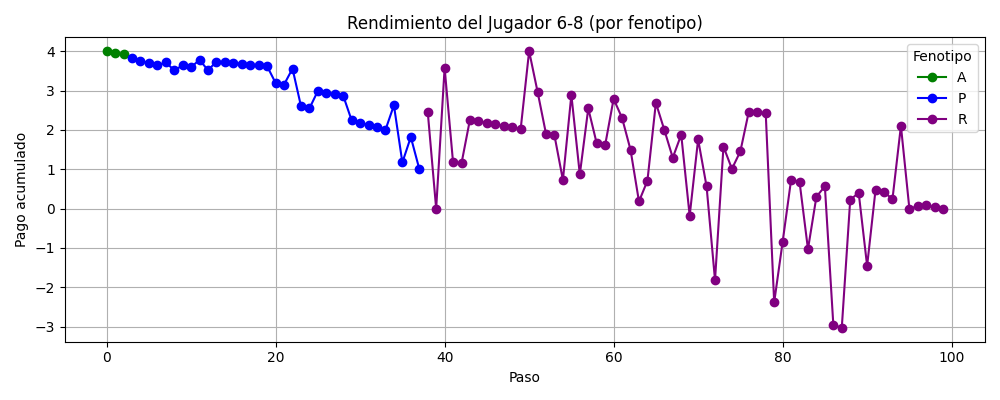 Rendimiento del Jugador 6-8 (por fenotipo)
Pago acumulado
4
3
2
1
0
−1
−2
−3
Fenotipo
A
P
R
0 20 40 60 80 100
Paso